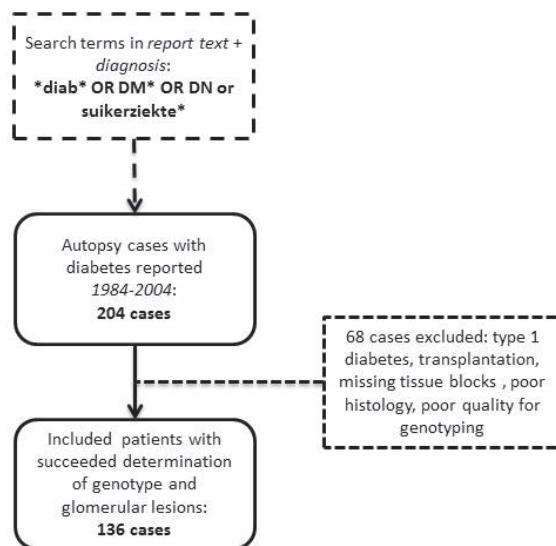 Search terms in report text +
diagnosis:
*diab* OR DM* OR DN or
suikerziekte*
Autopsy cases with
diabetes reported
1984-2004:
204 cases
68 cases excluded: type 1
diabetes, transplantation,
missing tissue blocks , poor
histology, poor quality for
genotyping
Included patients with
succeeded determination
of genotype and
glomerular lesions:
136 cases